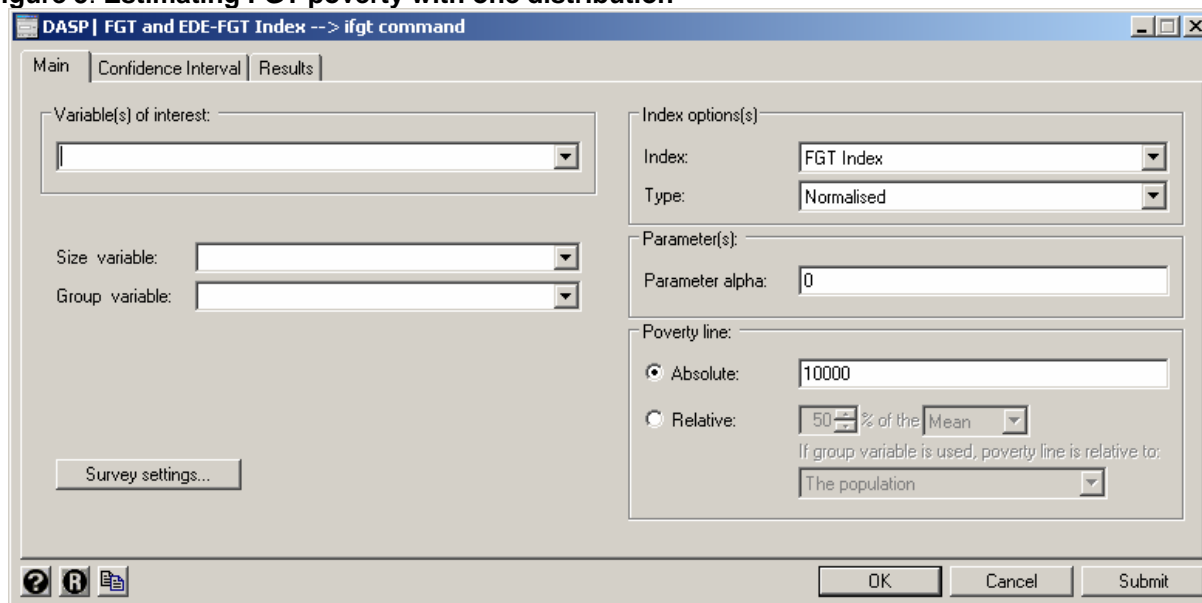 Figure 5: Estimating FGT poverty with one distribution
DASP| FGT and EDE-FGT Index --> ifgt command
Main
Confidence Interval
Results
Variable(s) of interest:
Size variable:
Group variable:
Survey settings...
Index options(s)
Index:
FGT Index
Type:
Normalised
Parameter(s):
Parameter alpha:
0
Poverty line:
Absolute:
10000
Relative:
50 % of the Mean
If group variable is used, poverty line is relative to:
The population
? R
OK
Cancel
Submit